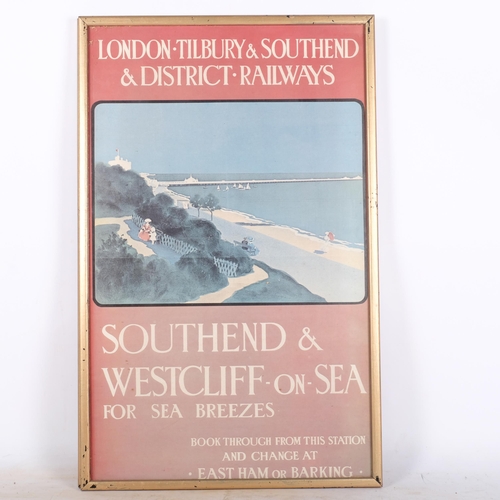 LONDON·TILBURY & SOUTHEND
& DISTRICT·RAILWAYS
SOUTHEND &
WESTCLIFF-ON-SEA
FOR SEA BREEZES
BOOK THROUGH FROM THIS STATION
AND CHANGE AT
· EAST HAM OR BARKING ·